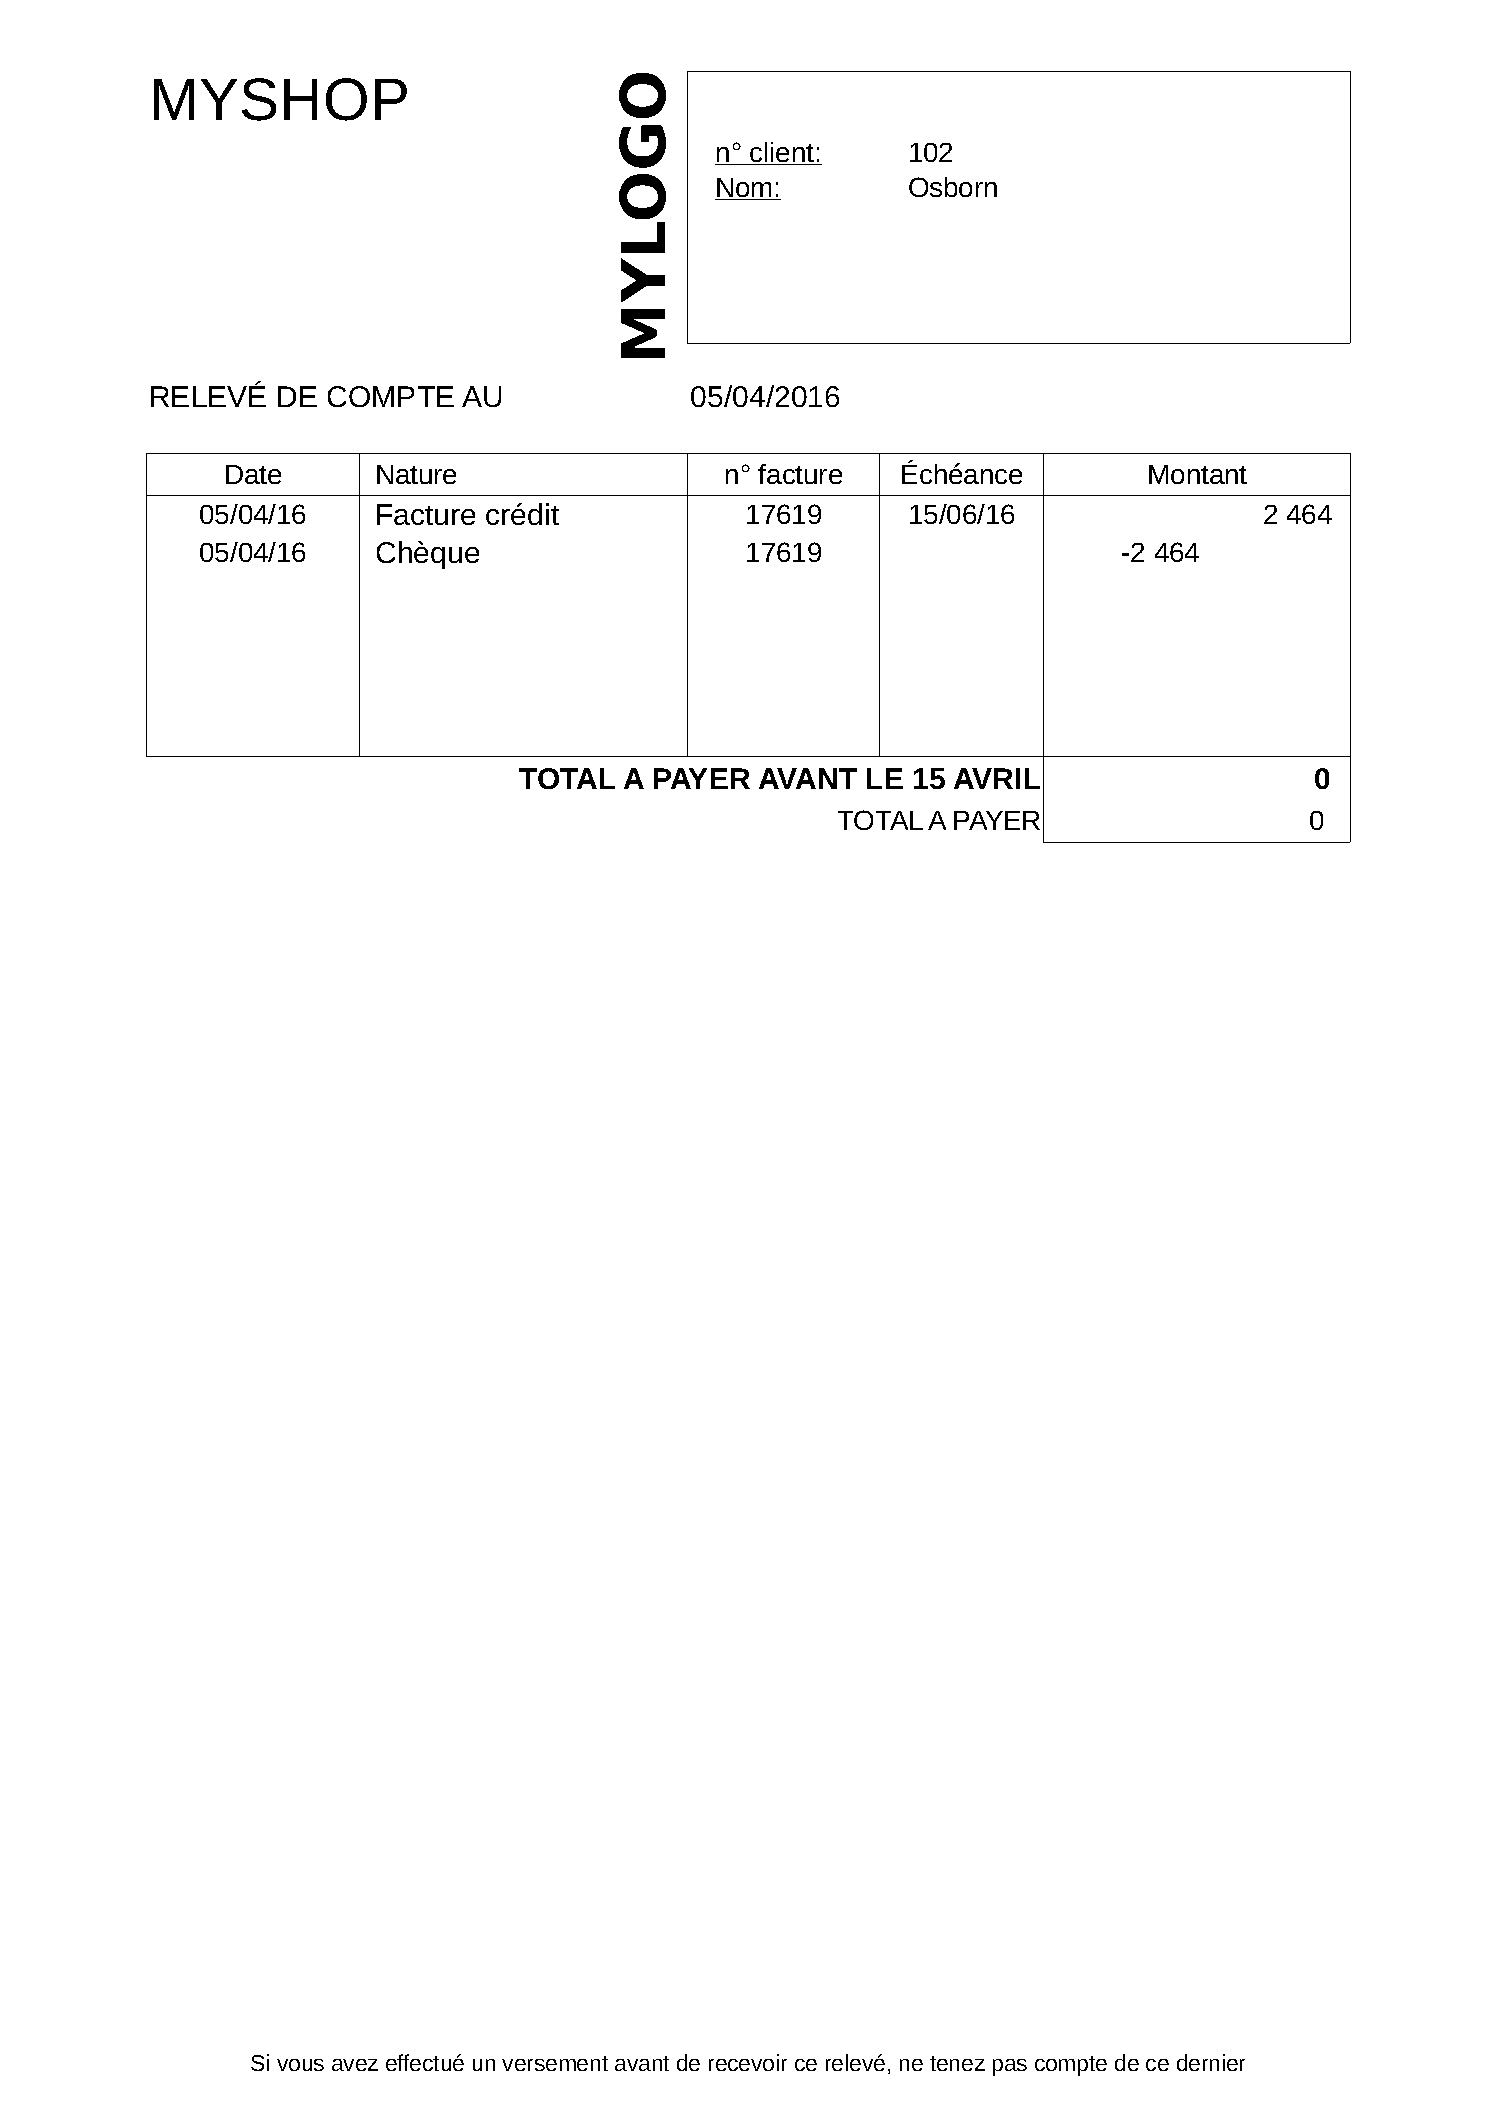 MYSHOP
MYLOGO
n° client: 102
Nom: Osborn
RELEVÉ DE COMPTE AU 05/04/2016
Date Nature n° facture Échéance Montant
05/04/16 Facture crédit 17619 15/06/16 2 464
05/04/16 Chèque 17619 -2 464
TOTAL A PAYER AVANT LE 15 AVRIL 0
TOTAL A PAYER 0
Si vous avez effectué un versement avant de recevoir ce relevé, ne tenez pas compte de ce dernier